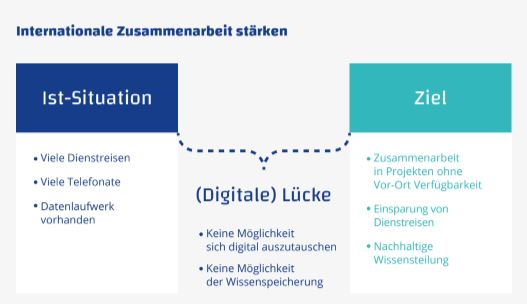 Internationale Zusammenarbeit stärken
Ist-Situation
• Viele Dienstreisen
• Viele Telefonate
• Datenlaufwerk
vorhanden
(Digitale) Lücke
• Keine Möglichkeit
sich digital auszutauschen
• Keine Möglichkeit
der Wissenspeicherung
Ziel
• Zusammenarbeit
in Projekten ohne
Vor-Ort Verfügbarkeit
• Einsparung von
Dienstreisen
• Nachhaltige
Wissensteilung